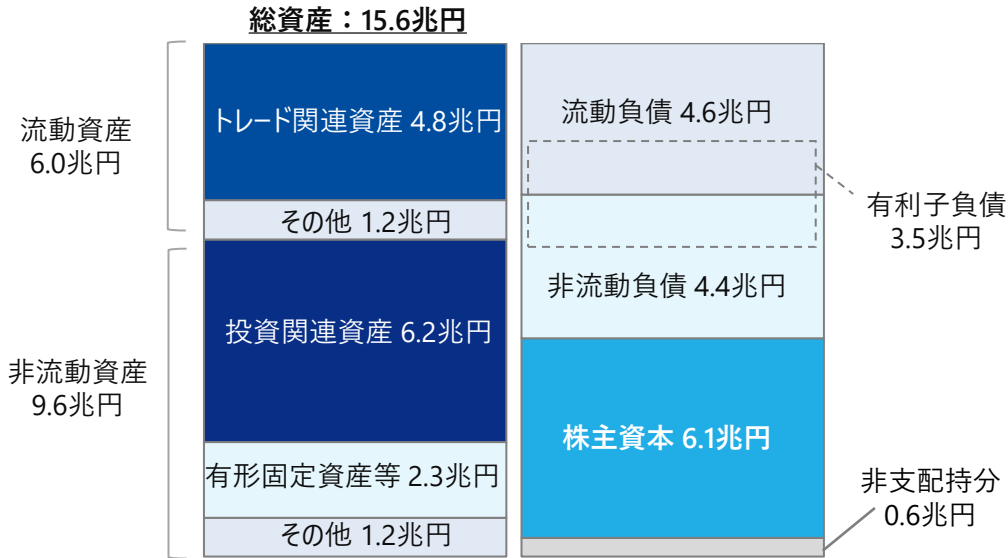 総資産：15.6兆円
流動資産
6.0兆円
トレード関連資産 4.8兆円
その他 1.2兆円
非流動資産
9.6兆円
投資関連資産 6.2兆円
有形固定資産等 2.3兆円
その他 1.2兆円
流動負債 4.6兆円
有利子負債
3.5兆円
非流動負債 4.4兆円
株主資本 6.1兆円
非支配持分
0.6兆円